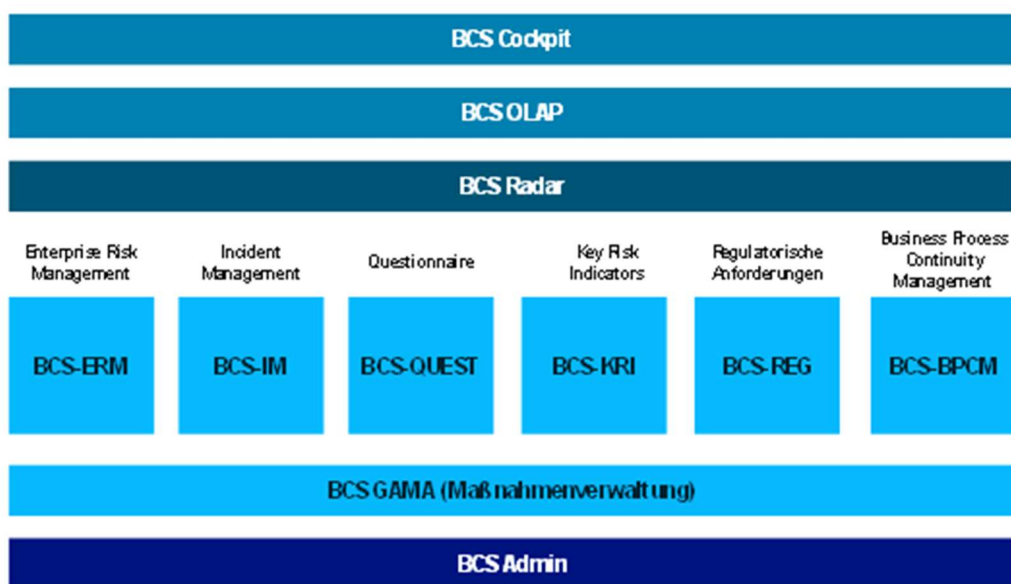 BCS Cockpit
BCS OLAP
BCS Radar
Enterprise Risk
Management
Incident
Management
Questionnaire
Key Risk
Indicators
Regulatorische
Anforderungen
Business Process
Continuity
Management
BCS-ERM
BCS-IM
BCS-QUEST
BCS-KRI
BCS-REG
BCS-BPCM
BCS GAMA (Maßnahmenverwaltung)
BCS Admin